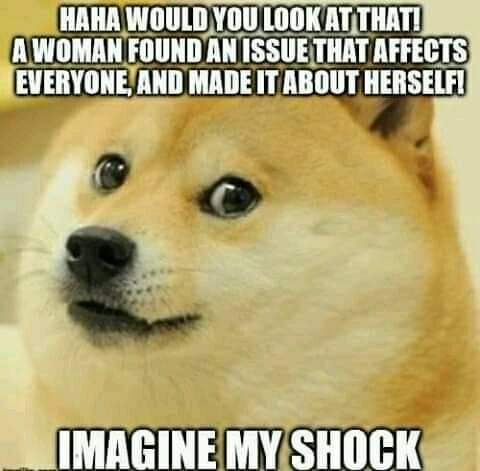 HAHA WOULD YOU LOOK AT THAT!
A WOMAN FOUND AN ISSUE THAT AFFECTS
EVERYONE, AND MADE IT ABOUT HERSELF!
IMAGINE MY SHOCK